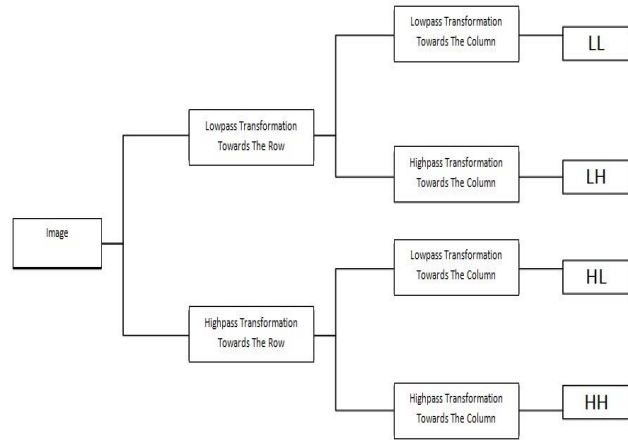 Image
Lowpass Transformation
Towards The Row
Highpass Transformation
Towards The Row
Lowpass Transformation
Towards The Column
Highpass Transformation
Towards The Column
Lowpass Transformation
Towards The Column
Highpass Transformation
Towards The Column
LL
LH
HL
HH